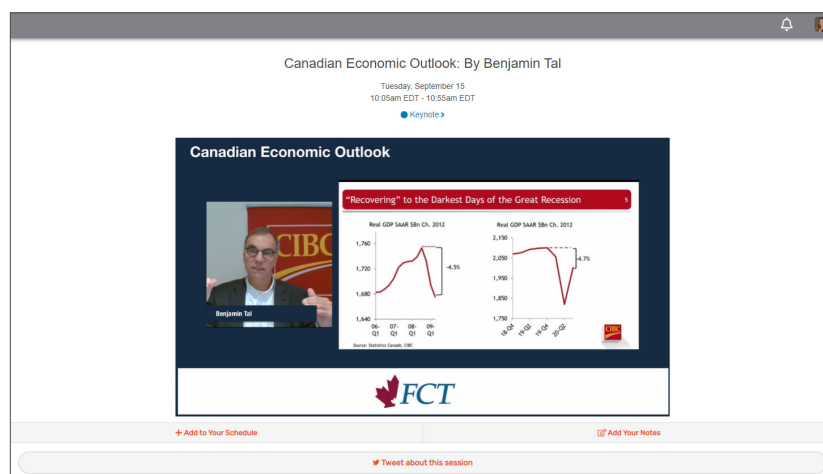 Canadian Economic Outlook: By Benjamin Tal
Tuesday, September 15
10:05am EDT - 10:55am EDT
Keynote
Canadian Economic Outlook
CIBC
Benjamin Tal
"Recovering" to the Darkest Days of the Great Recession 5
Real GDP SAAR $Bn Ch. 2012
1,760
1,720
1,680
1,640
-4.5%
06-Q1 07-Q1 08-Q1 09-Q1
Source: Statistics Canada, CIBC
Real GDP SAAR $Bn Ch. 2012
2,150
2,050
1,950
1,850
1,750
-4.7%
18-Q4 19-Q2 19-Q4 20-Q2
CIBC
FCT
Add to Your Schedule
Add Your Notes
Tweet about this session